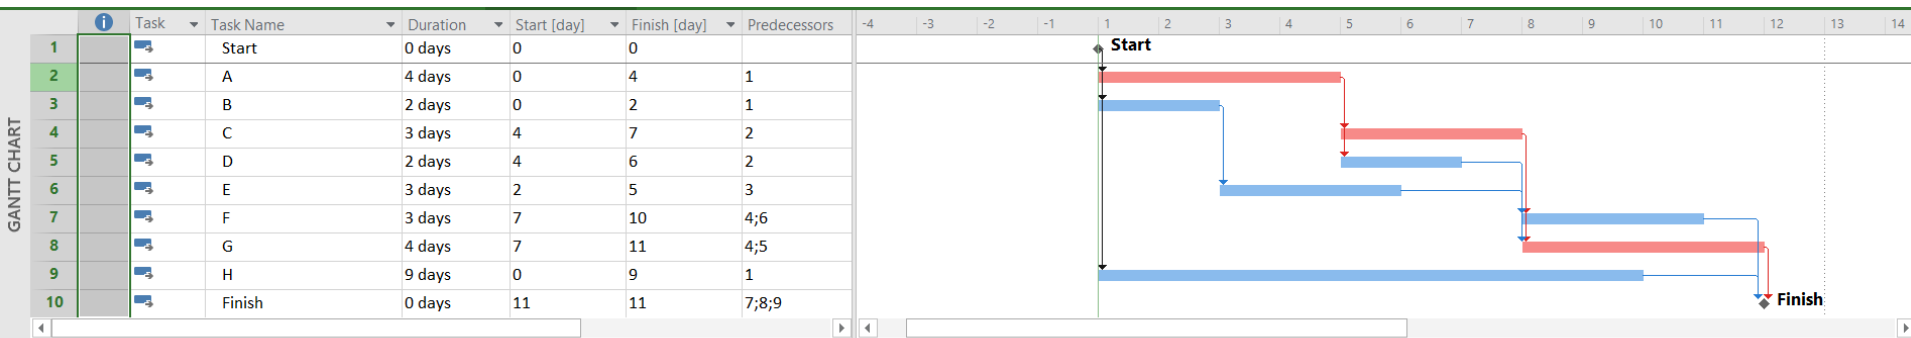 Task Task Name Duration Start [day] Finish [day] Predecessors -4 -3 -2 -1 1 2 3 4 5 6 7 8 9 10 11 12 13 14
1 Start 0 days 0 0 Start
2 A 4 days 0 4 1
3 B 2 days 0 2 1
4 C 3 days 4 7 2
5 D 2 days 4 6 2
6 E 3 days 2 5 3
7 F 3 days 7 10 4;6
8 G 4 days 7 11 4;5
9 H 9 days 0 9 1
10 Finish 0 days 11 11 7;8;9 Finish
GANTT CHART